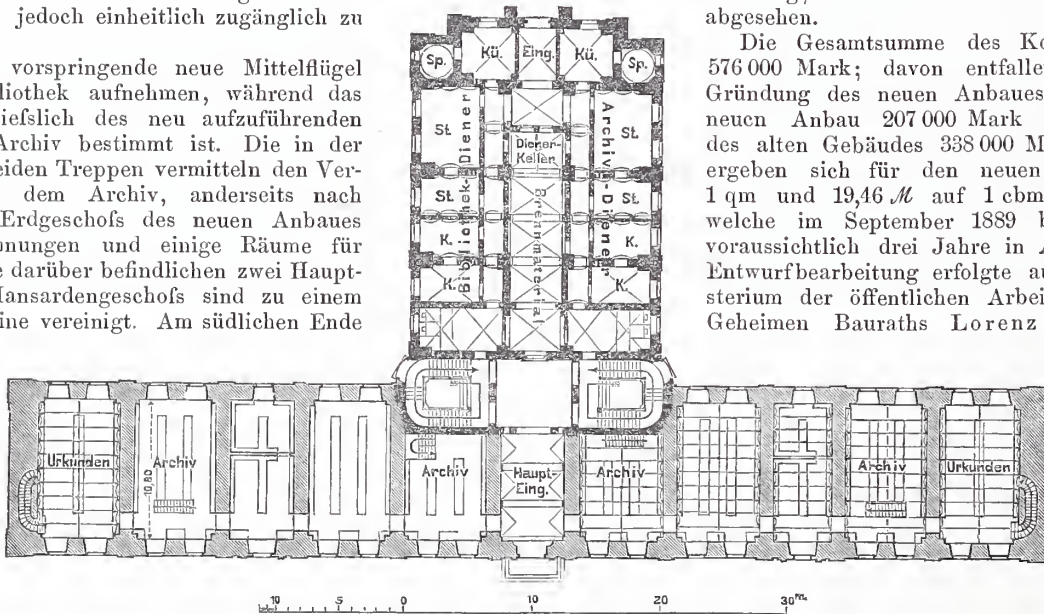 jedoch einheitlich zugänglich zu
vorspringende neue Mittelflügel
liothek aufnehmen, während das
iefslich des neu aufzuführenden
Archiv bestimmt ist. Die in der
eiden Treppen vermitteln den Ver-
dem Archiv, anderseits nach
Erdgeschofs des neuen Anbaues
nungen und einige Räume für
e darüber befindlichen zwei Haupt-
Mansardengeschofs sind zu einem
ine vereinigt. Am südlichen Ende
Sp.
Kü.
Eing.
Kü.
Sp.
St.
Bibliothek-Diener
Diener-
Keller
Archiv-Diener
St.
St.
Brennmaterial
St.
K.
K.
K.
K.
Urkunden
Archiv
10,80
Archiv
Haupt-
Eing.
Archiv
Archiv
Urkunden
10 5 0 10 20 30 m.
abgesehen.
Die Gesamtsumme des Ko
576 000 Mark; davon entfalle
Gründung des neuen Anbaues
neucn Anbau 207 000 Mark
des alten Gebäudes 338 000 M
ergeben sich für den neuen
1 qm und 19,46 ℳ auf 1 cbm
welche im September 1889 b
voraussichtlich drei Jahre in A
Entwurfbearbeitung erfolgte au
sterium der öffentlichen Arbei
Geheimen Bauraths Lorenz